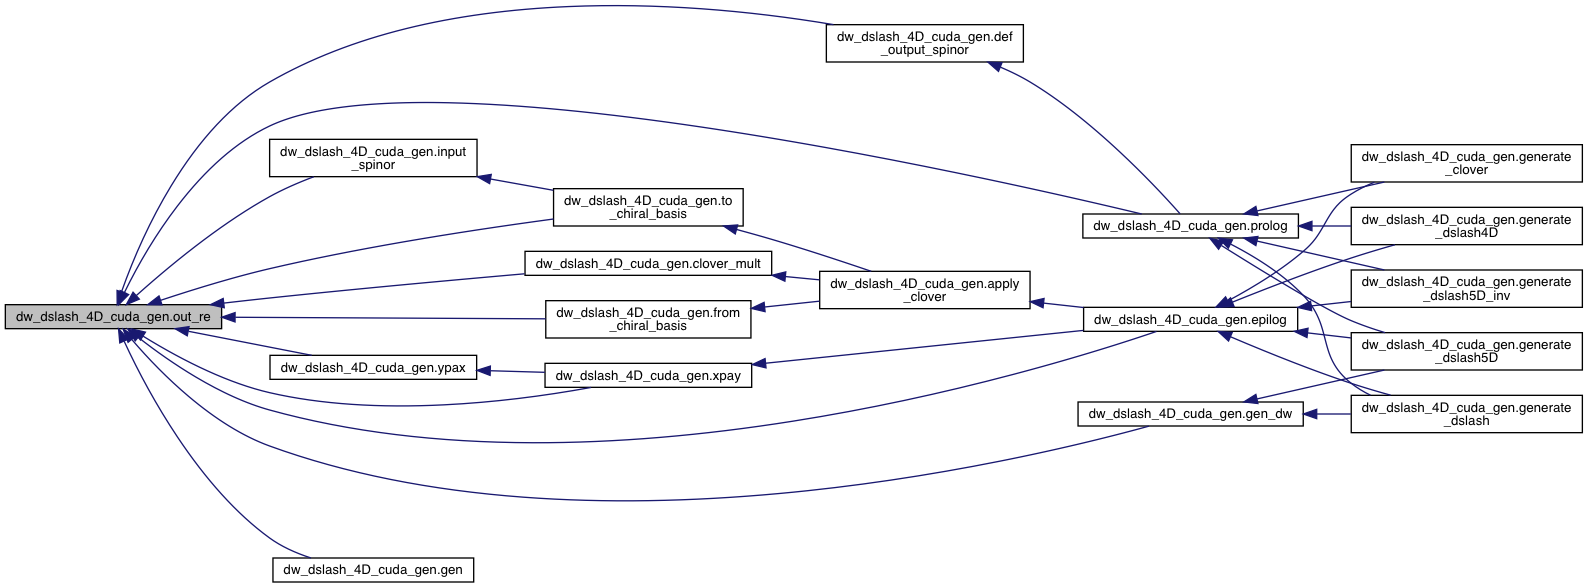 dw_dslash_4D_cuda_gen.out_re
dw_dslash_4D_cuda_gen.def
_output_spinor
dw_dslash_4D_cuda_gen.input
_spinor
dw_dslash_4D_cuda_gen.to
_chiral_basis
dw_dslash_4D_cuda_gen.clover_mult
dw_dslash_4D_cuda_gen.from
_chiral_basis
dw_dslash_4D_cuda_gen.ypax
dw_dslash_4D_cuda_gen.xpay
dw_dslash_4D_cuda_gen.gen
dw_dslash_4D_cuda_gen.apply
_clover
dw_dslash_4D_cuda_gen.prolog
dw_dslash_4D_cuda_gen.epilog
dw_dslash_4D_cuda_gen.gen_dw
dw_dslash_4D_cuda_gen.generate
_clover
dw_dslash_4D_cuda_gen.generate
_dslash4D
dw_dslash_4D_cuda_gen.generate
_dslash5D_inv
dw_dslash_4D_cuda_gen.generate
_dslash5D
dw_dslash_4D_cuda_gen.generate
_dslash